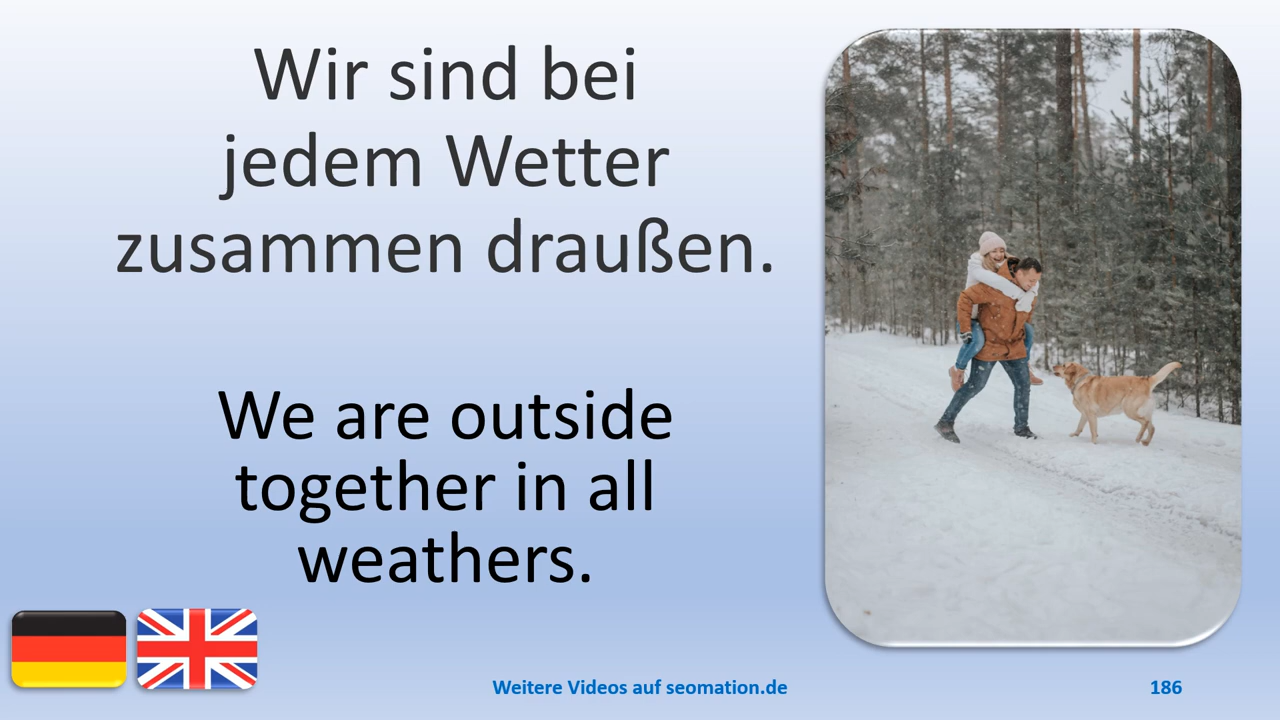 Wir sind bei
jedem Wetter
zusammen draußen.
We are outside
together in all
weathers.
Weitere Videos auf seomation.de
186